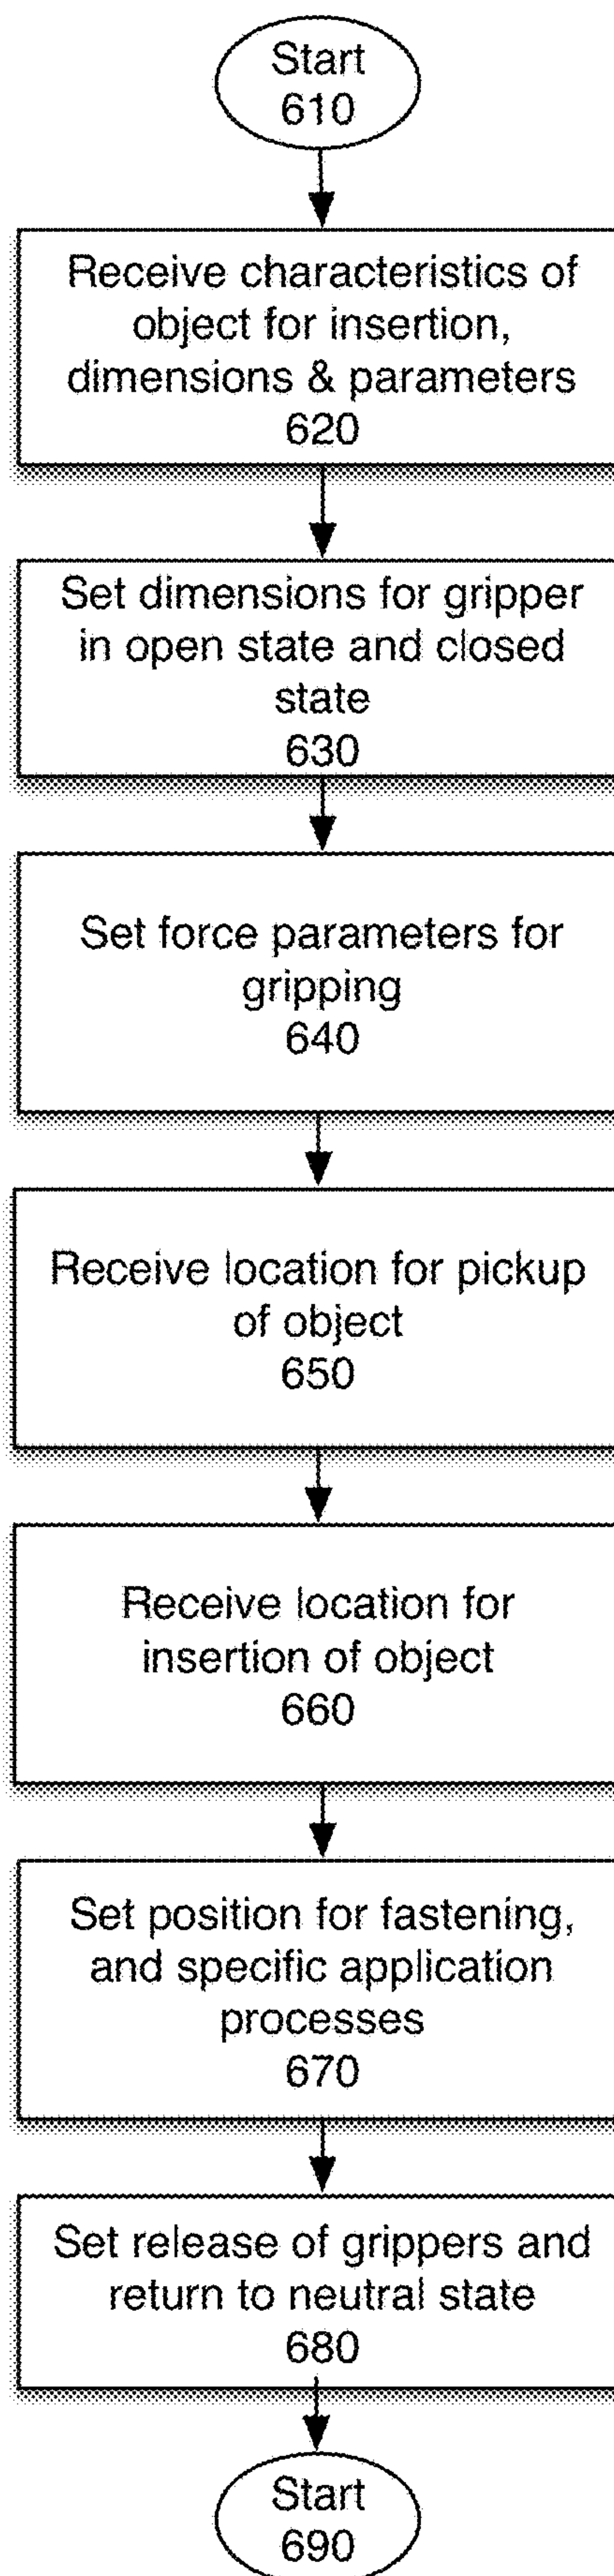 Start
610
Receive characteristics of
object for insertion,
dimensions & parameters
620
Set dimensions for gripper
in open state and closed
state
630
Set force parameters for
gripping
640
Receive location for pickup
of object
650
Receive location for
insertion of object
660
Set position for fastening,
and specific application
processes
670
Set release of grippers and
return to neutral state
680
Start
690